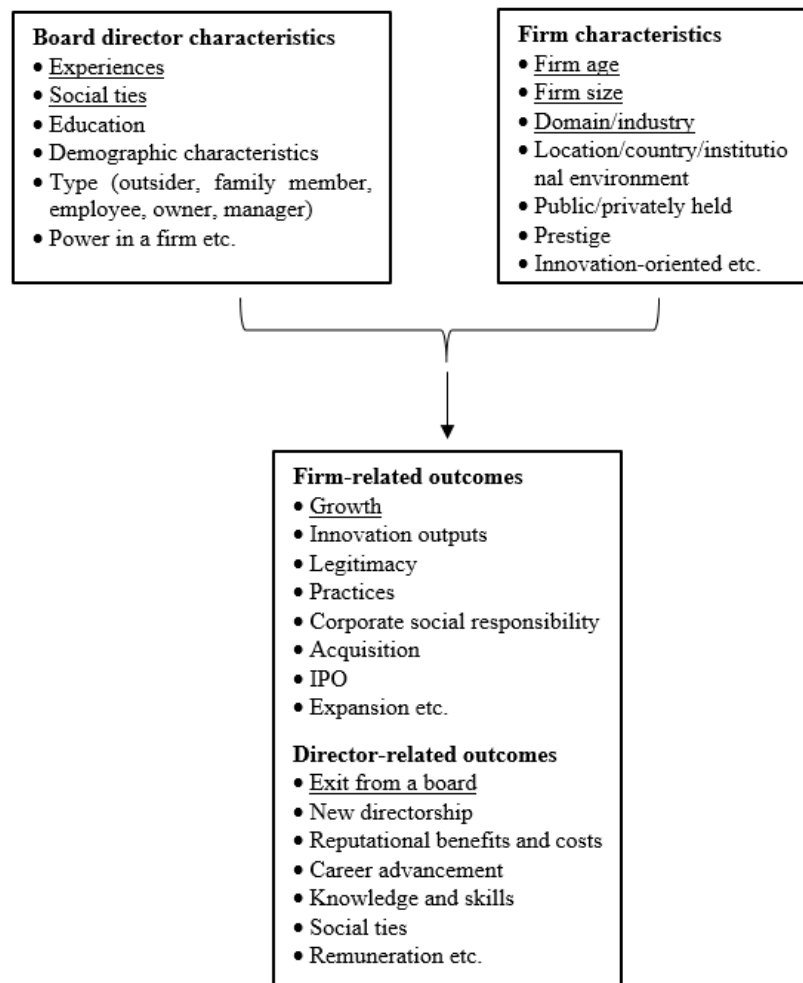 Board director characteristics
• Experiences
• Social ties
• Education
• Demographic characteristics
• Type (outsider, family member,
employee, owner, manager)
• Power in a firm etc.
Firm characteristics
• Firm age
• Firm size
• Domain/industry
• Location/country/institutio
nal environment
• Public/privately held
• Prestige
• Innovation-oriented etc.
Firm-related outcomes
• Growth
• Innovation outputs
• Legitimacy
• Practices
• Corporate social responsibility
• Acquisition
• IPO
• Expansion etc.
Director-related outcomes
• Exit from a board
• New directorship
• Reputational benefits and costs
• Career advancement
• Knowledge and skills
• Social ties
• Remuneration etc.